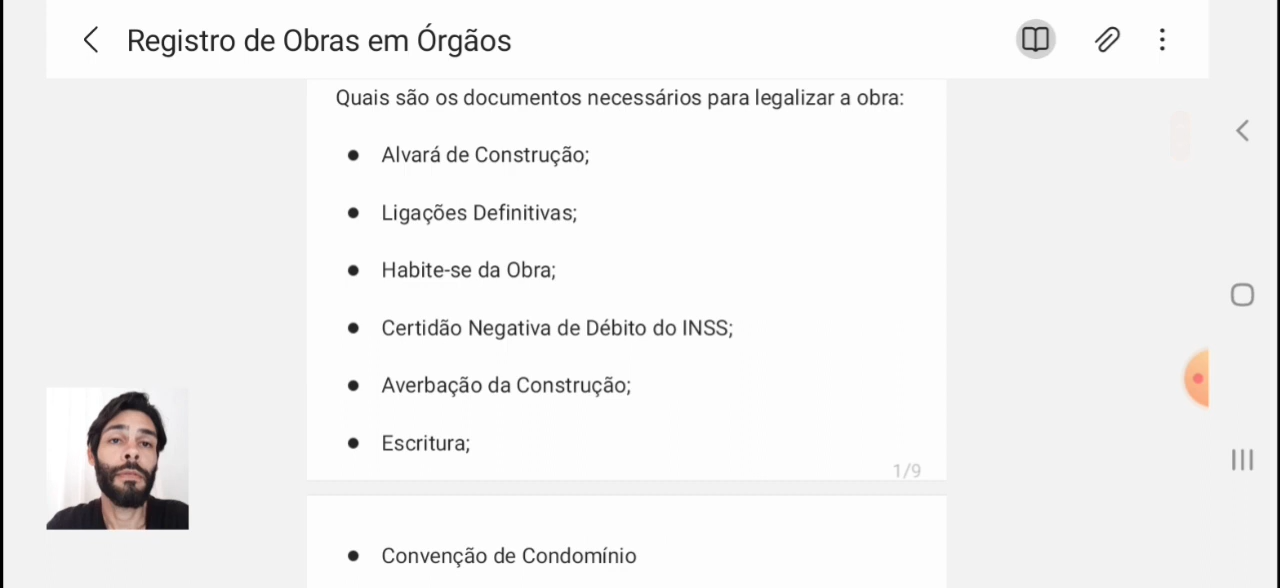 Registro de Obras em Órgãos
Quais são os documentos necessários para legalizar a obra:
● Alvará de Construção;
● Ligações Definitivas;
● Habite-se da Obra;
● Certidão Negativa de Débito do INSS;
● Averbação da Construção;
● Escritura;
1/9
● Convenção de Condomínio